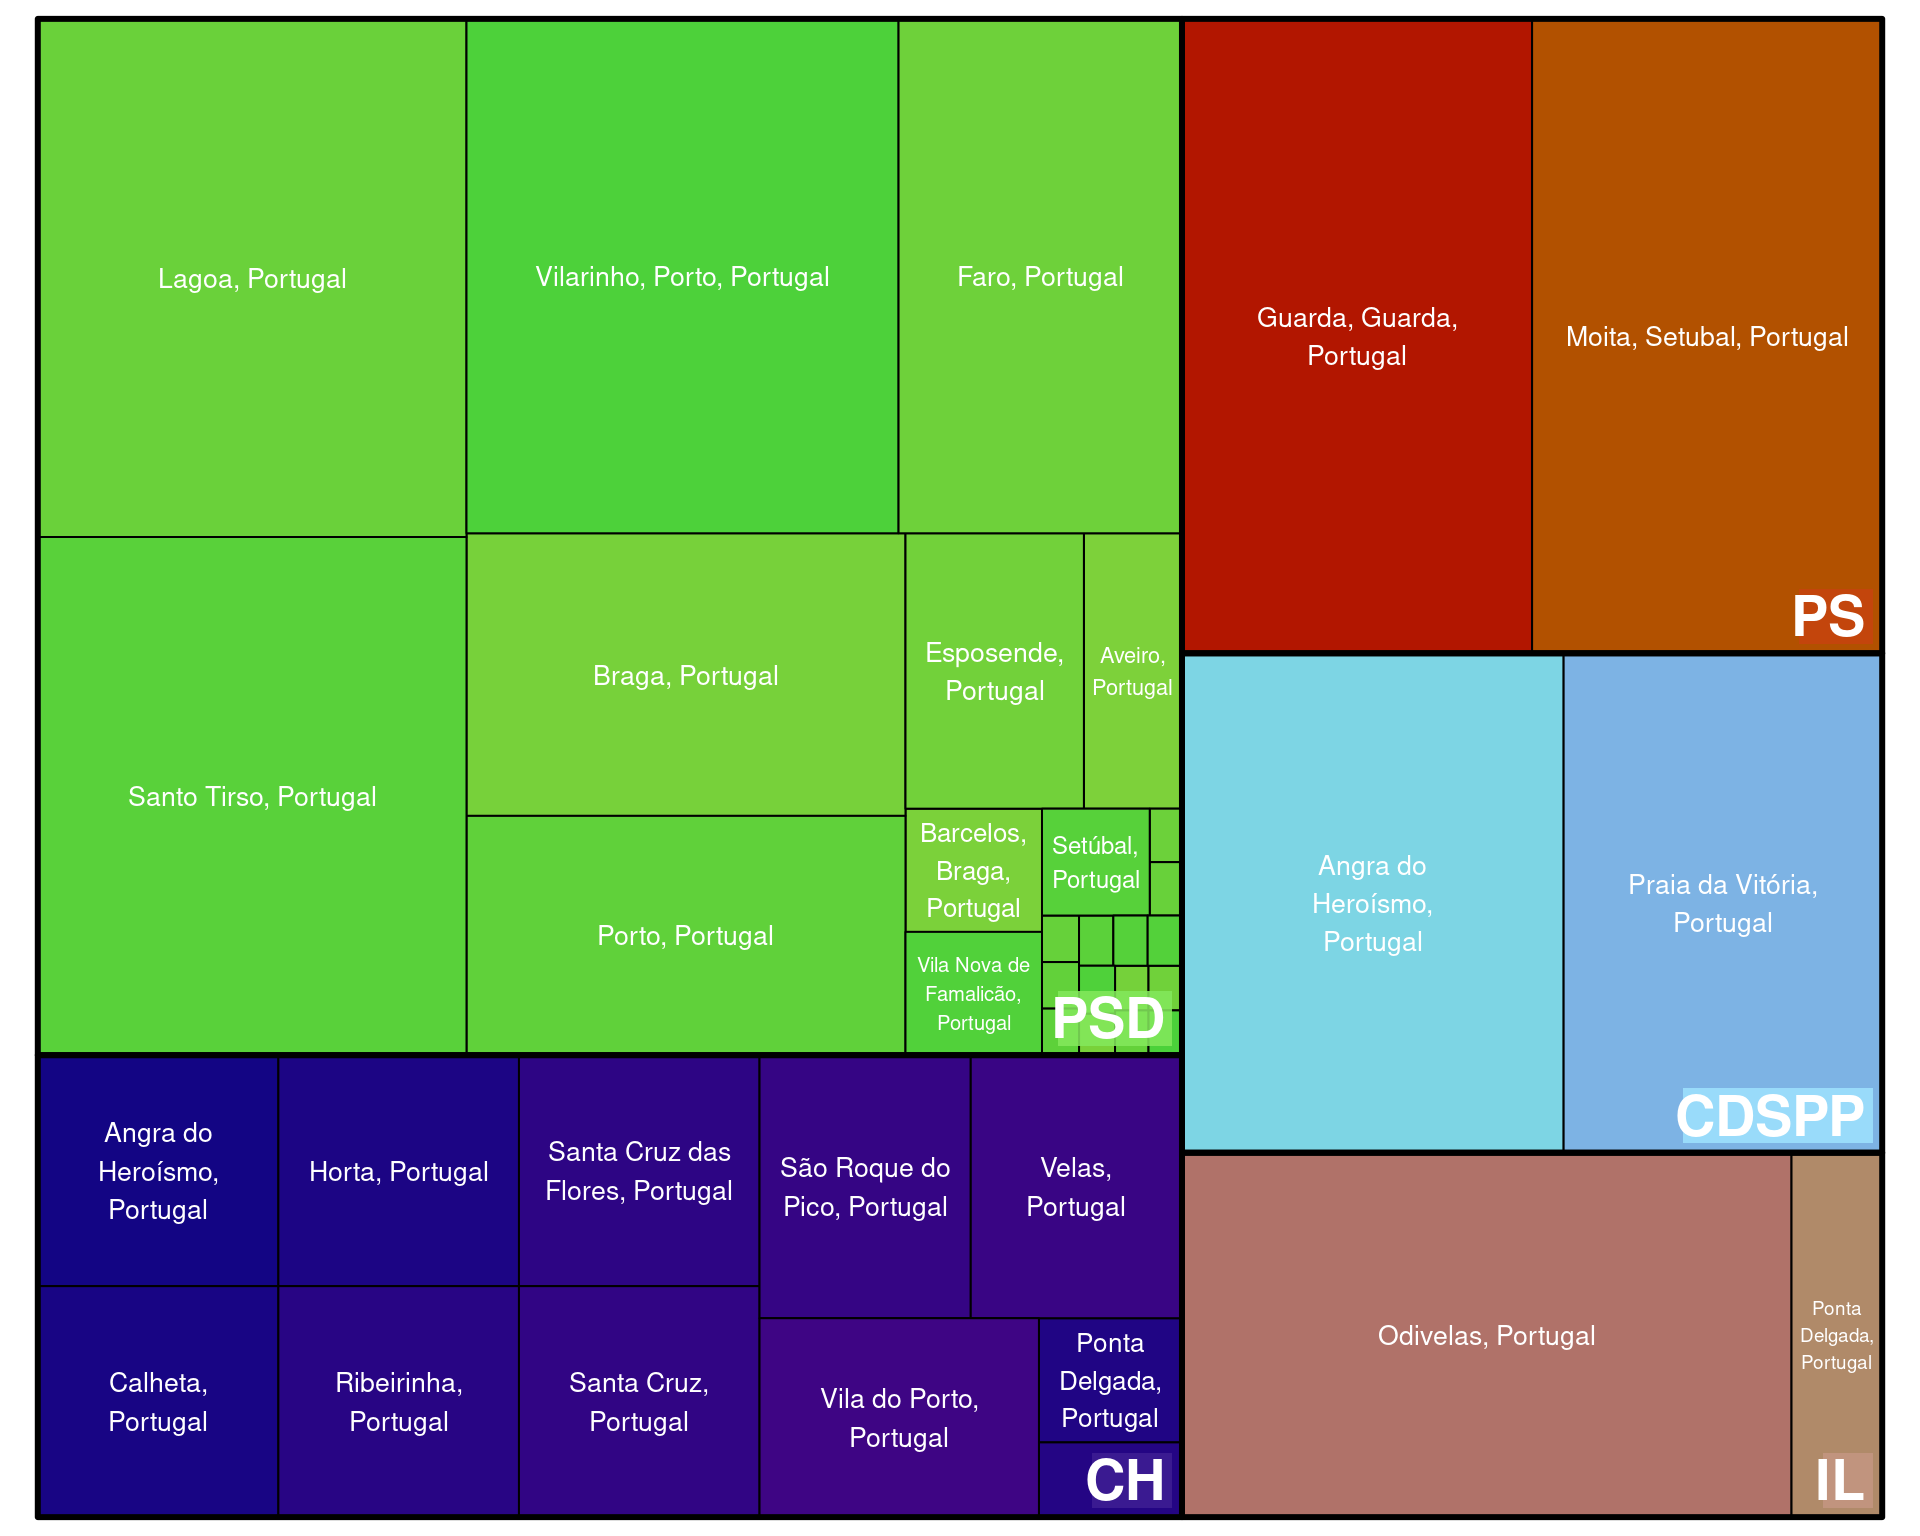 Lagoa, Portugal
Vilarinho, Porto, Portugal
Faro, Portugal
Santo Tirso, Portugal
Braga, Portugal
Esposende,
Portugal
Aveiro,
Portugal
Porto, Portugal
Barcelos,
Braga,
Portugal
Setúbal,
Portugal
Vila Nova de
Famalicão,
Portugal
PSD
Guarda, Guarda,
Portugal
Moita, Setubal, Portugal
PS
Angra do
Heroísmo,
Portugal
Praia da Vitória,
Portugal
CDSPP
Angra do
Heroísmo,
Portugal
Horta, Portugal
Santa Cruz das
Flores, Portugal
São Roque do
Pico, Portugal
Velas,
Portugal
Calheta,
Portugal
Ribeirinha,
Portugal
Santa Cruz,
Portugal
Vila do Porto,
Portugal
Ponta
Delgada,
Portugal
CH
Odivelas, Portugal
Ponta
Delgada,
Portugal
IL